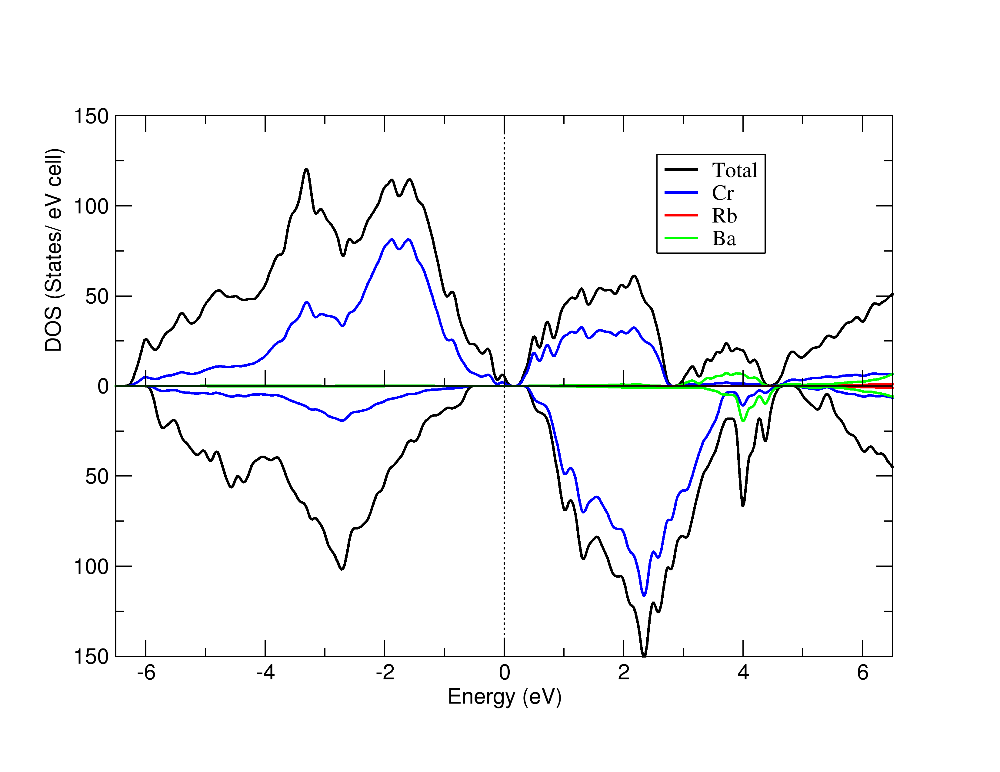 150
100
50
0
50
100
150
DOS (States/ eV cell)
Total
Cr
Rb
Ba
-6 -4 -2 0 2 4 6
Energy (eV)